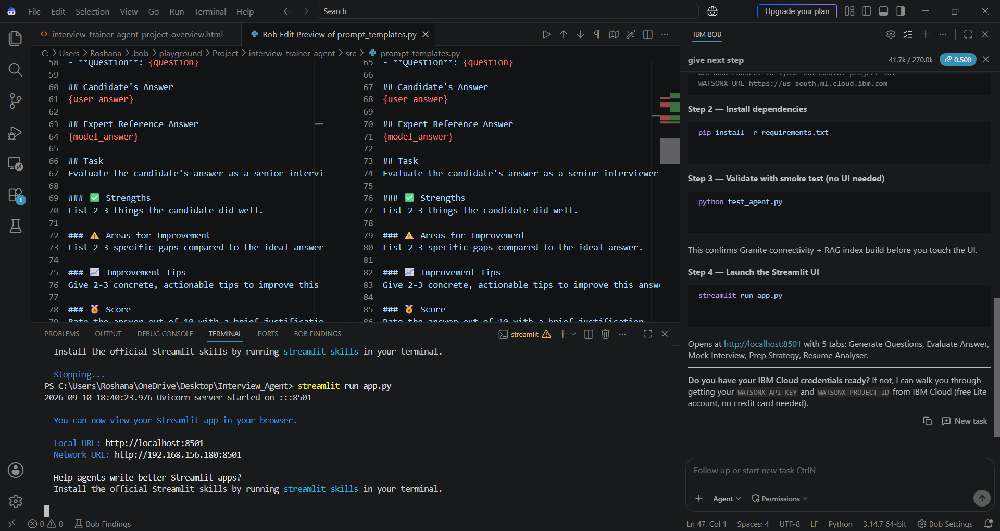 File Edit Selection View Go Run Terminal Help
Search
Upgrade your plan
interview-trainer-agent-project-overview.html
Bob Edit Preview of prompt_templates.py
C: > Users > Roshana > .bob > playground > Project > interview_trainer_agent > src > prompt_templates.py
58 - **Question**: {question}
59
60 ## Candidate's Answer
61 {user_answer}
62
63 ## Expert Reference Answer
64 {model_answer}
65
66 ## Task
67 Evaluate the candidate's answer as a senior intervi
68
69 ### ✅ Strengths
70 List 2-3 things the candidate did well.
71
72 ### ⚠️ Areas for Improvement
73 List 2-3 specific gaps compared to the ideal answer
74
75 ### 📈 Improvement Tips
76 Give 2-3 concrete, actionable tips to improve this
77
78 ### 🏅 Score
79 Rate the answer out of 10 with a brief justificatio
65 - **Question**: {question}
66
67 ## Candidate's Answer
68 {user_answer}
69
70 ## Expert Reference Answer
71 {model_answer}
72
73 ## Task
74 Evaluate the candidate's answer as a senior interviewer
75
76 ### ✅ Strengths
77 List 2-3 things the candidate did well.
78
79 ### ⚠️ Areas for Improvement
80 List 2-3 specific gaps compared to the ideal answer.
81
82 ### 📈 Improvement Tips
83 Give 2-3 concrete, actionable tips to improve this answe
84
85 ### 🏅 Score
86 Rate the answer out of 10 with a brief justification.
PROBLEMS OUTPUT DEBUG CONSOLE TERMINAL PORTS BOB FINDINGS
streamlit
Install the official Streamlit skills by running streamlit skills in your terminal.
Stopping...
PS C:\Users\Roshana\OneDrive\Desktop\Interview_Agent> streamlit run app.py
2026-09-10 18:40:23.976 Uvicorn server started on :::8501
You can now view your Streamlit app in your browser.
Local URL: http://localhost:8501
Network URL: http://192.168.156.180:8501
Help agents write better Streamlit apps?
Install the official Streamlit skills by running streamlit skills in your terminal.
IBM BOB
give next step
41.7k / 270.0k
0.500
WATSONX_PROJECT_ID=<your watsonx.ai project ID>
WATSONX_URL=https://us-south.ml.cloud.ibm.com
Step 2 — Install dependencies
pip install -r requirements.txt
Step 3 — Validate with smoke test (no UI needed)
python test_agent.py
This confirms Granite connectivity + RAG index build before you touch the UI.
Step 4 — Launch the Streamlit UI
streamlit run app.py
Opens at http://localhost:8501 with 5 tabs: Generate Questions, Evaluate Answer,
Mock Interview, Prep Strategy, Resume Analyser.
Do you have your IBM Cloud credentials ready? If not, I can walk you through
getting your WATSONX_API_KEY and WATSONX_PROJECT_ID from IBM Cloud (free Lite
account, no credit card needed).
New task
Follow up or start new task CtrlN
Agent
Permissions
1
0 0
Bob Findings
Ln 47, Col 1 Spaces: 4 UTF-8 LF Python 3.14.7 64-bit Bob Settings